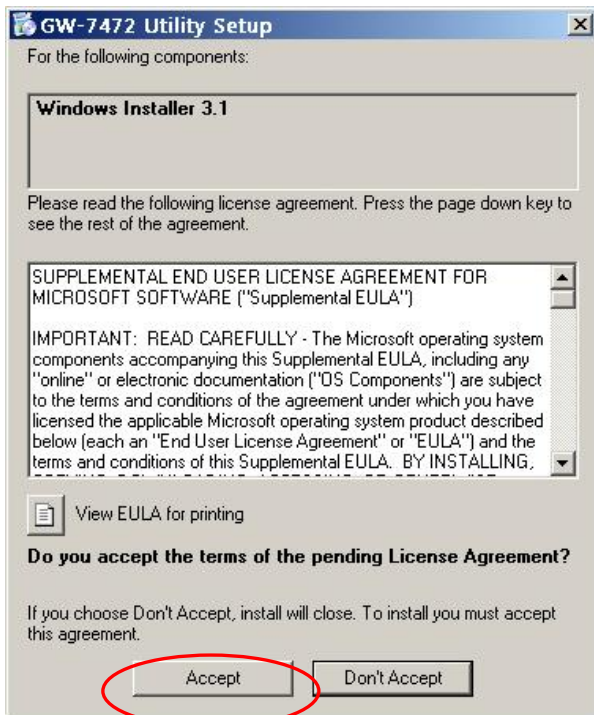 GW-7472 Utility Setup
For the following components:
Windows Installer 3.1
Please read the following license agreement. Press the page down key to
see the rest of the agreement.
SUPPLEMENTAL END USER LICENSE AGREEMENT FOR
MICROSOFT SOFTWARE ("Supplemental EULA")
IMPORTANT: READ CAREFULLY - The Microsoft operating system
components accompanying this Supplemental EULA, including any
"online" or electronic documentation ("OS Components") are subject
to the terms and conditions of the agreement under which you have
licensed the applicable Microsoft operating system product described
below (each an "End User License Agreement" or "EULA") and the
terms and conditions of this Supplemental EULA. BY INSTALLING,
View EULA for printing
Do you accept the terms of the pending License Agreement?
If you choose Don't Accept, install will close. To install you must accept
this agreement.
Accept
Don't Accept